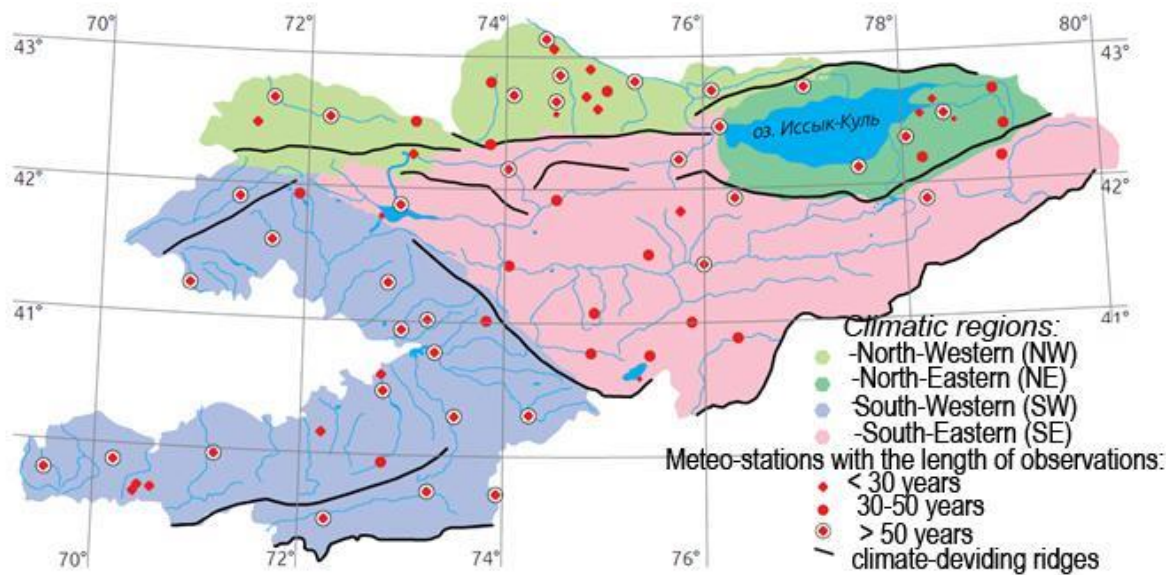 70° 72° 74° 76° 78° 80°
43° 43°
оз. Иссык-Куль
42° 42°
41° 41°
Climatic regions:
-North-Western (NW)
-North-Eastern (NE)
-South-Western (SW)
-South-Eastern (SE)
Meteo-stations with the length of observations:
< 30 years
30-50 years
> 50 years
climate-deviding ridges
70° 72° 74° 76°